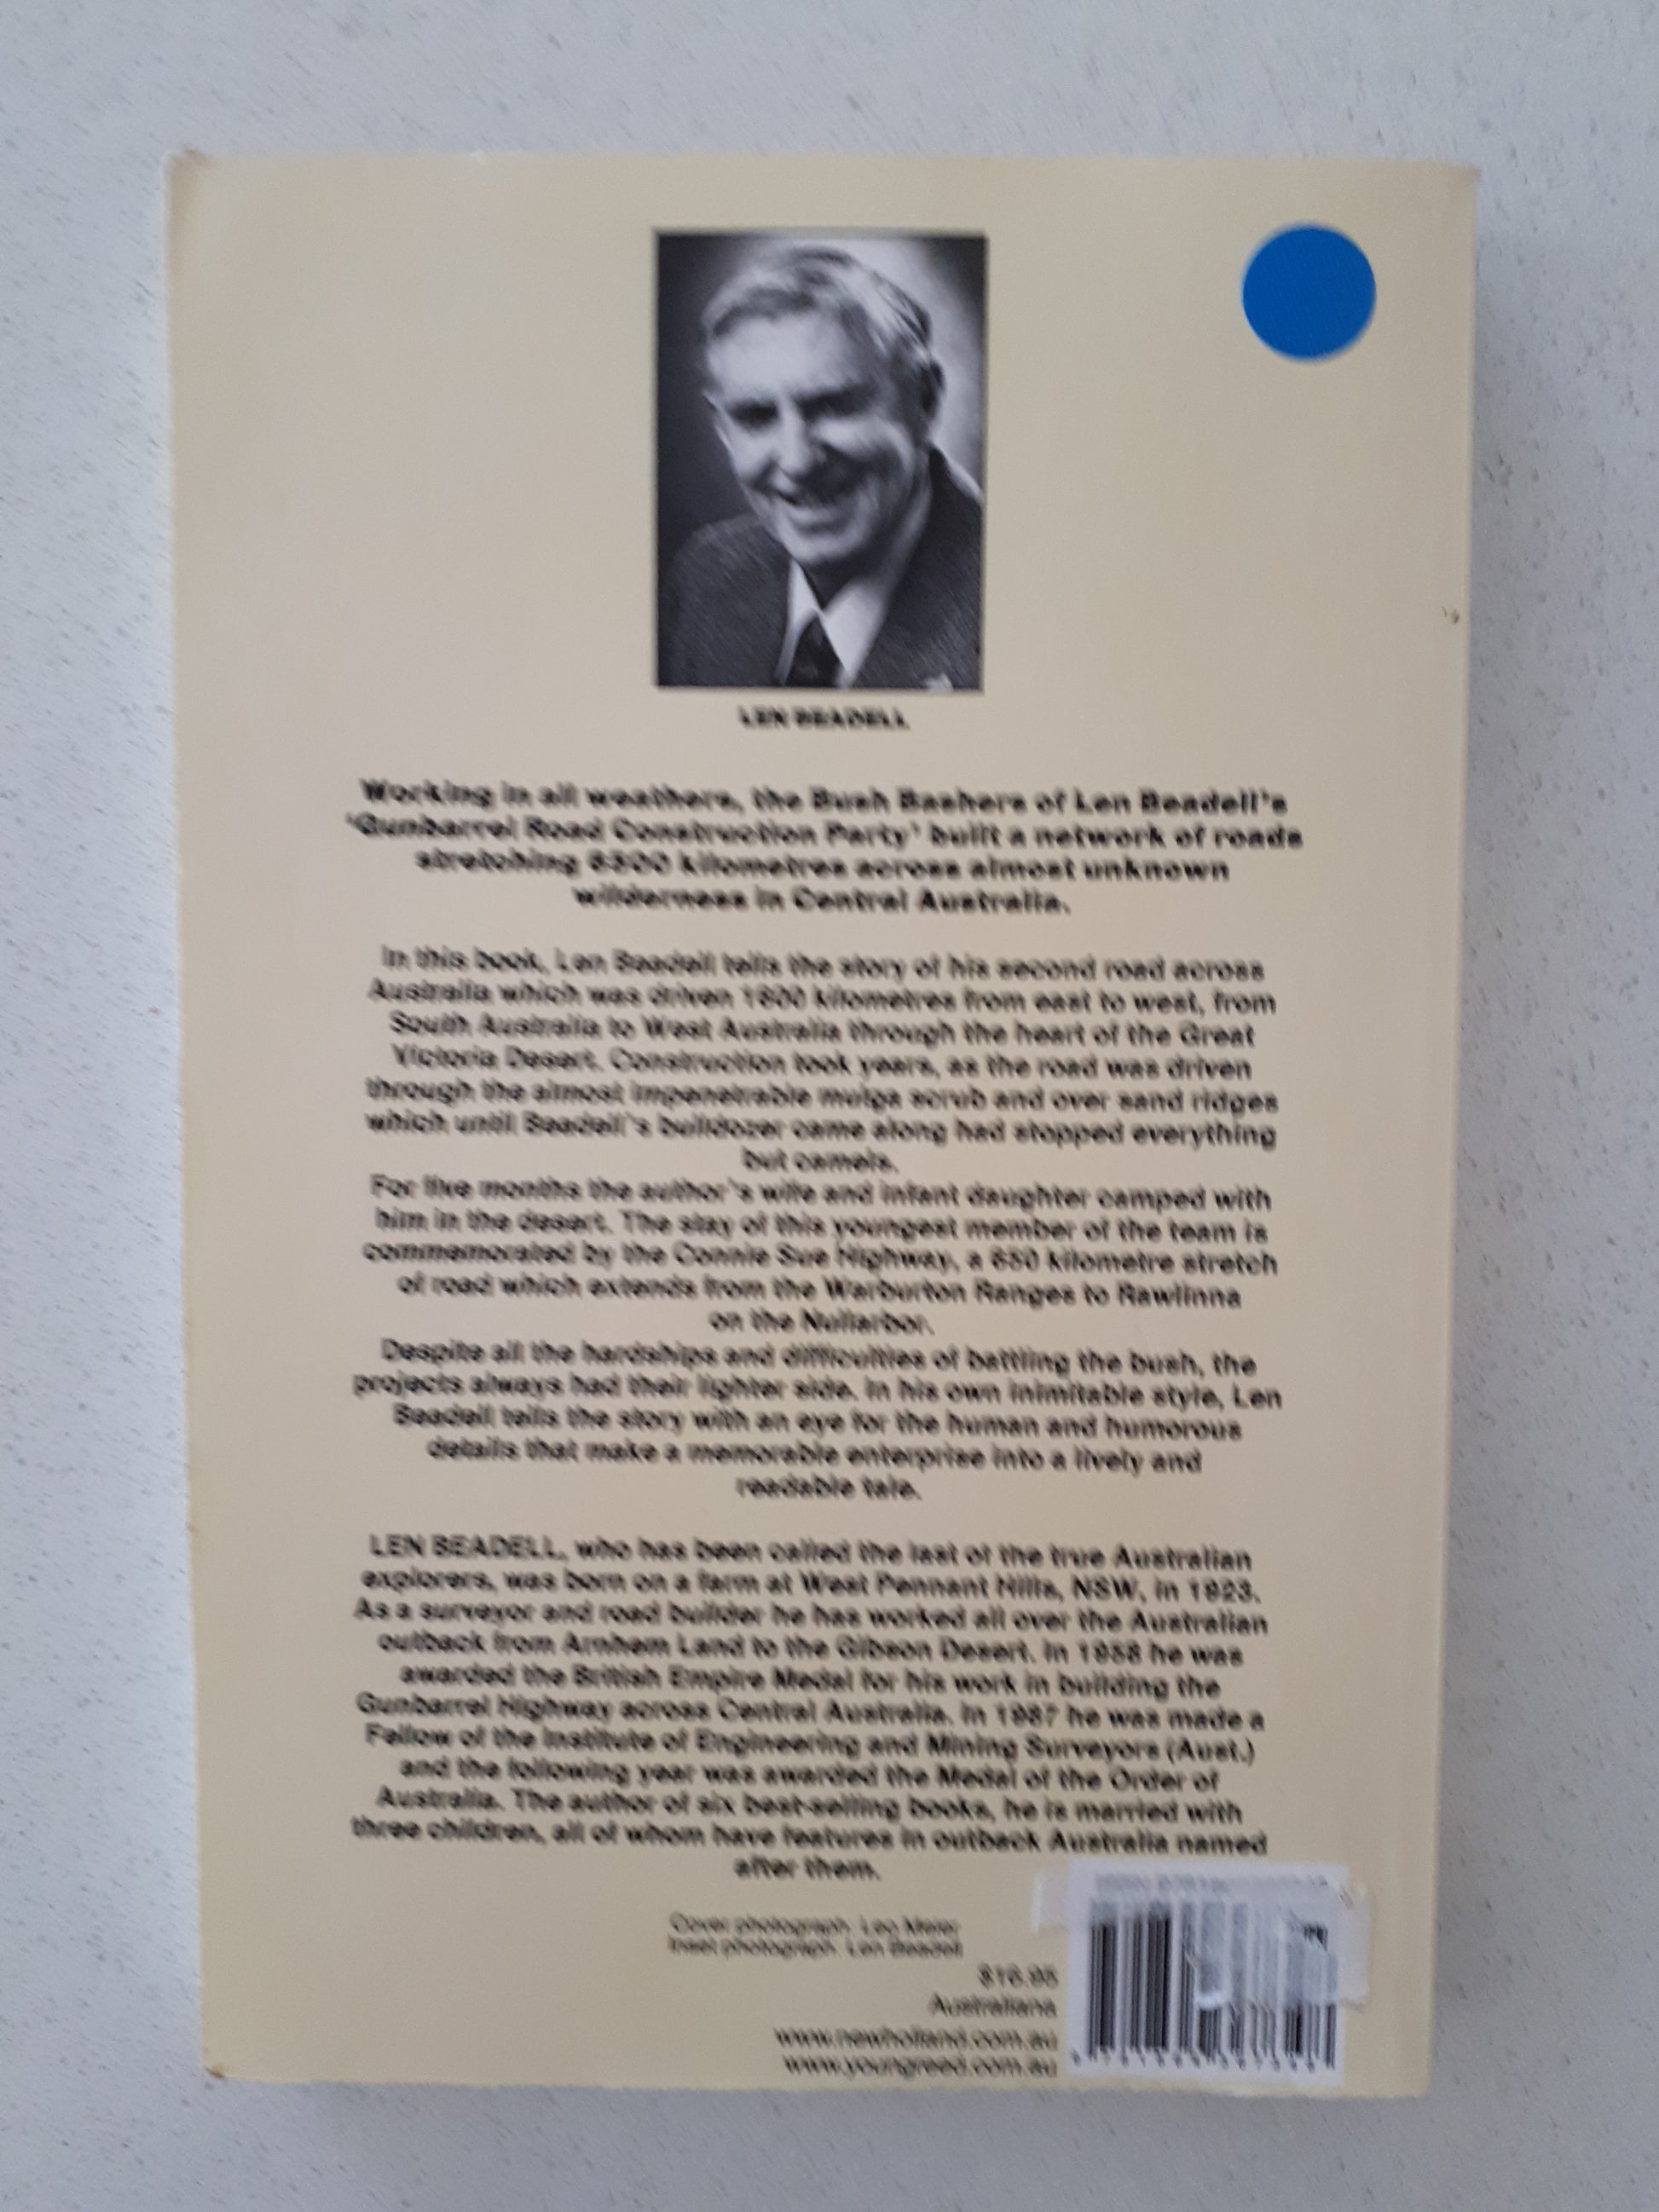 LEN BEADELL
Working in all weathers, the Bush Bashers of Len Beadell's
'Gunbarrel Road Construction Party' built a network of roads
stretching 6500 kilometres across almost unknown
wilderness in Central Australia.
In this book, Len Beadell tells the story of his second road across
Australia which was driven 1600 kilometres from east to west, from
South Australia to West Australia through the heart of the Great
Victoria Desert. Construction took years, as the road was driven
through the almost impenetrable mulga scrub and over sand ridges
which until Beadell's bulldozer came along had stopped everything
but camels.
For five months the author's wife and infant daughter camped with
him in the desert. The stay of this youngest member of the team is
commemorated by the Connie Sue Highway, a 650 kilometre stretch
of road which extends from the Warburton Ranges to Rawlinna
on the Nullarbor.
Despite all the hardships and difficulties of battling the bush, the
projects always had their lighter side. In his own inimitable style, Len
Beadell tells the story with an eye for the human and humorous
details that make a memorable enterprise into a lively and
readable tale.
LEN BEADELL, who has been called the last of the true Australian
explorers, was born on a farm at West Pennant Hills, NSW, in 1923.
As a surveyor and road builder he has worked all over the Australian
outback from Arnhem Land to the Gibson Desert. In 1958 he was
awarded the British Empire Medal for his work in building the
Gunbarrel Highway across Central Australia. In 1987 he was made a
Fellow of the Institute of Engineering and Mining Surveyors (Aust.)
and the following year was awarded the Medal of the Order of
Australia. The author of six best-selling books, he is married with
three children, all of whom have features in outback Australia named
after them.
Cover photograph: Leo Meier
Inset photograph: Len Beadell
$16.95
Australiana
www.newholland.com.au
www.youngreed.com.au